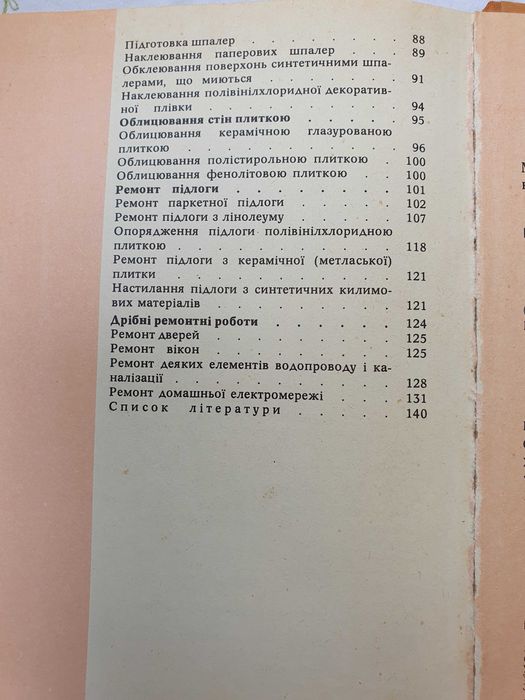 Підготовка шпалер . . . . . . . 88
Наклеювання паперових шпалер . . . 89
Обклеювання поверхонь синтетичними шпа-
лерами, що миються . . . . . . 91
Наклеювання полівінілхлоридної декоратив-
ної плівки . . . . . . . . . 94
Облицювання стін плиткою . . . . . 95
Облицювання керамічною глазурованою
плиткою . . . . . . . . . . 96
Облицювання полістирольною плиткою . . 100
Облицювання фенолітовою плиткою . . . 100
Ремонт підлоги . . . . . . . . 101
Ремонт паркетної підлоги . . . . . 102
Ремонт підлоги з лінолеуму . . . . . 107
Опорядження підлоги полівінілхлоридною
плиткою . . . . . . . . . . 118
Ремонт підлоги з керамічної (метласької)
плитки . . . . . . . . . . 121
Настилання підлоги з синтетичних килимо-
вих матеріалів . . . . . . . . 121
Дрібні ремонтні роботи . . . . . . 124
Ремонт дверей . . . . . . . . 125
Ремонт вікон . . . . . . . . 125
Ремонт деяких елементів водопроводу і ка-
налізації . . . . . . . . . 128
Ремонт домашньої електромережі . . . 131
Список літератури . . . . . 140